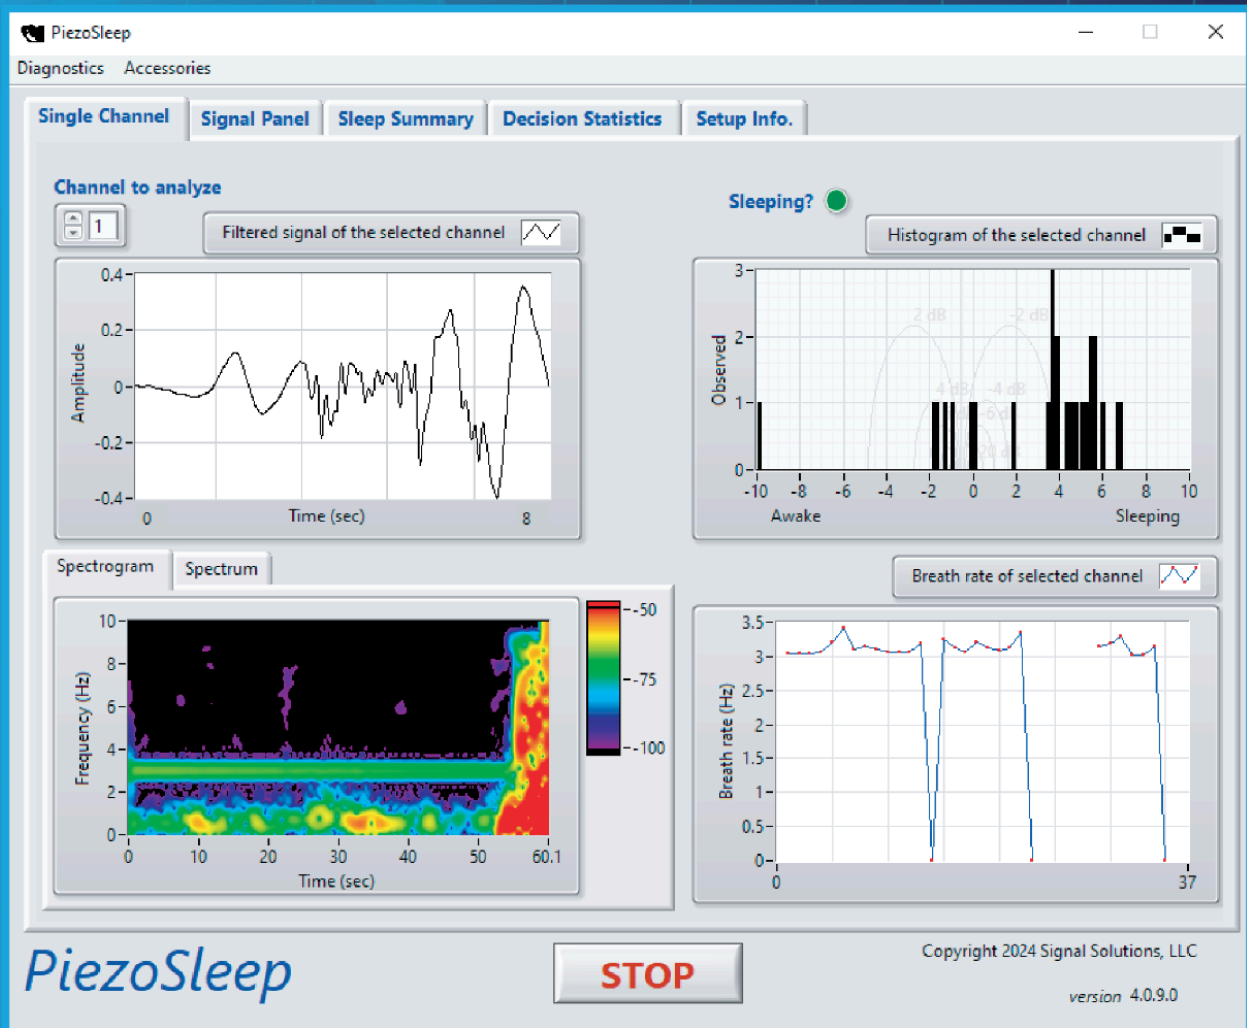 PiezoSleep
Diagnostics Accessories
Single Channel Signal Panel Sleep Summary Decision Statistics Setup Info.
Channel to analyze
1
Filtered signal of the selected channel
Sleeping?
Histogram of the selected channel
0.4
0.2
0
-0.2
-0.4
Amplitude
0 Time (sec) 8
3
2
1
0
Observed
2 dB -2 dB
4 dB -4 dB
-10 -8 -6 -4 -2 0 2 4 6 8 10
Awake Sleeping
Spectrogram Spectrum
10
8
6
4
2
0
Frequency (Hz)
0 10 20 30 40 50 60.1
Time (sec)
-50
-75
-100
Breath rate of selected channel
3.5
3
2.5
2
1.5
1
0.5
0
Breath rate (Hz)
0 37
PiezoSleep
STOP
Copyright 2024 Signal Solutions, LLC
version 4.0.9.0